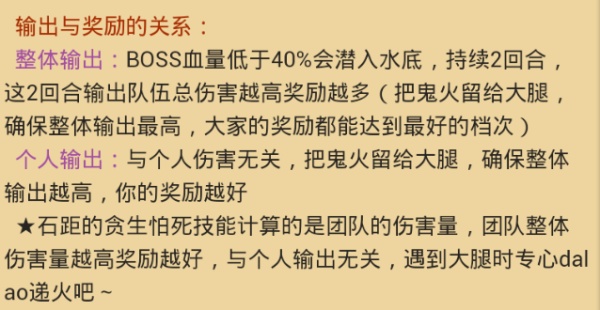 输出与奖励的关系：
整体输出：BOSS血量低于40%会潜入水底，持续2回合，
这2回合输出队伍总伤害越高奖励越多（把鬼火留给大腿，
确保整体输出最高，大家的奖励都能达到最好的档次）
个人输出：与个人伤害无关，把鬼火留给大腿，确保整体
输出越高，你的奖励越好
★石距的贪生怕死技能计算的是团队的伤害量，团队整体
伤害量越高奖励越好，与个人输出无关，遇到大腿时专心dal
ao递火吧～